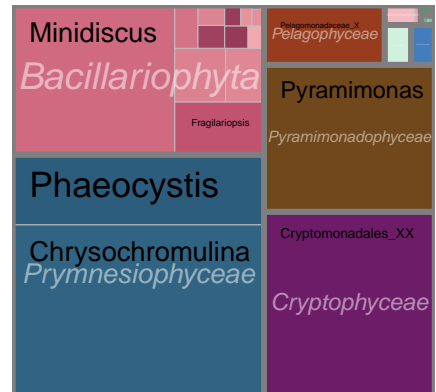 Minidiscus
Bacillariophyta
Fragilariopsis
Phaeocystis
Chrysochromulina
Prymnesiophyceae
Pelagomonadaceae_X
Pelagophyceae
Pyramimonas
Pyramimonadophyceae
Cryptomonadales_XX
Cryptophyceae